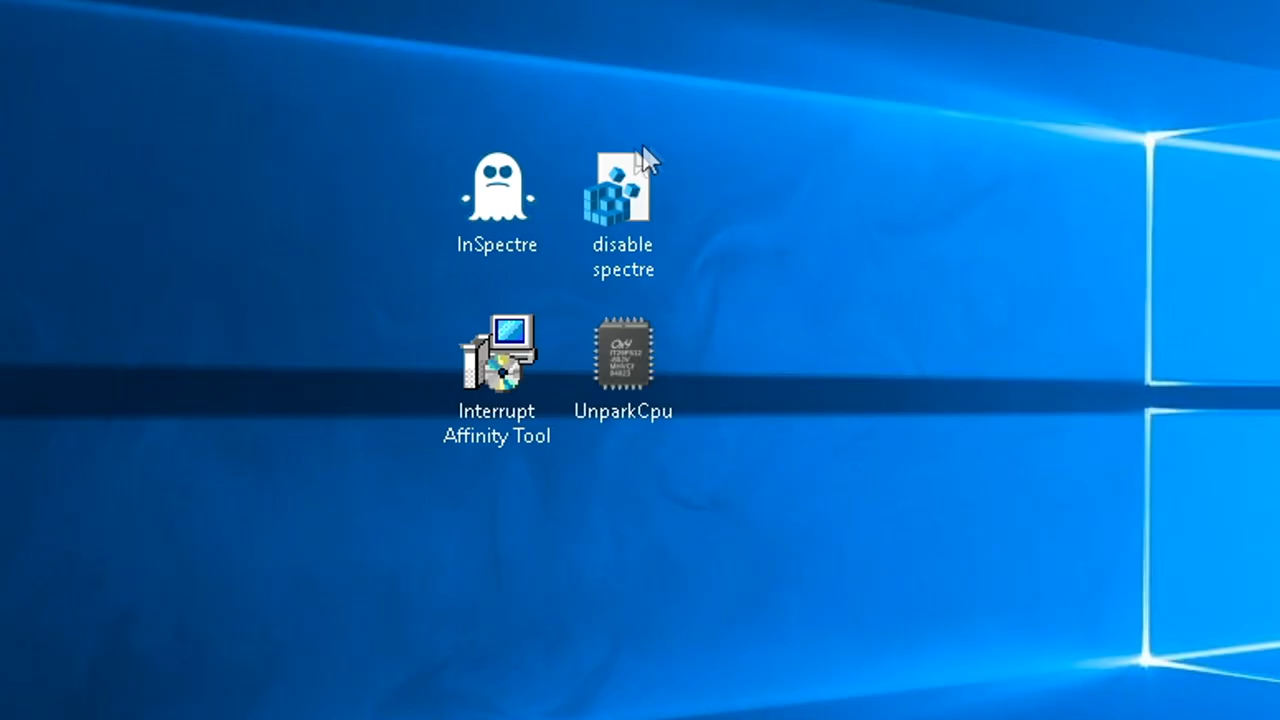 InSpectre
disable
spectre
Interrupt
Affinity Tool
UnparkCpu